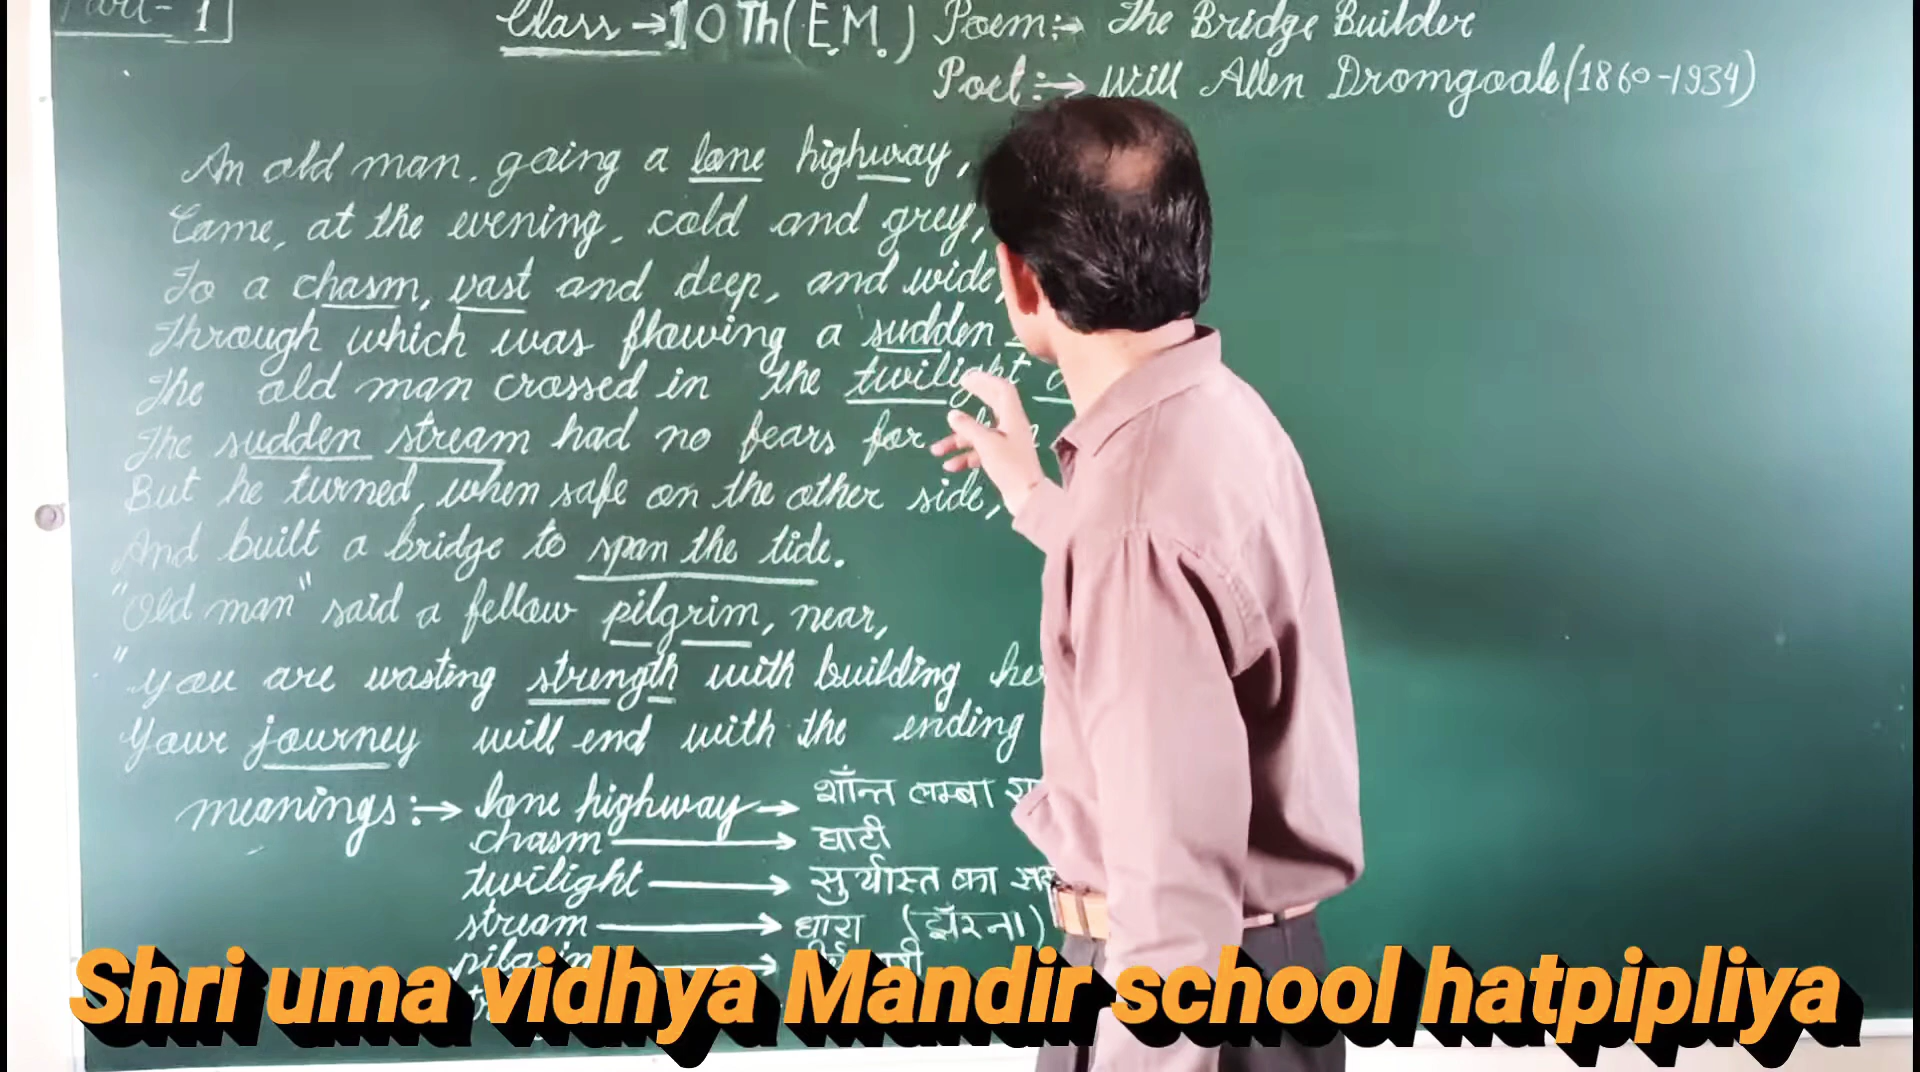 Part-1
Class → 10 Th (E.M.) Poem:→ The Bridge Builder
Poet:→ Will Allen Dromgoole (1860-1934)
An old man, going a lone highway,
Came, at the evening, cold and grey,
To a chasm, vast and deep, and wide,
Through which was flowing a sudden
The old man crossed in the twilight
The sudden stream had no fears for
But he turned, when safe on the other side,
And built a bridge to span the tide.
"Old man" said a fellow pilgrim, near,
"you are wasting strength with building
Your journey will end with the ending
meanings:→ lone highway → शाँन्त लम्बा
chasm → घाटी
twilight → सुर्यास्त का
stream → धारा (झॅरना)
pilgrim →
Shri uma vidhya Mandir school hatpipliya